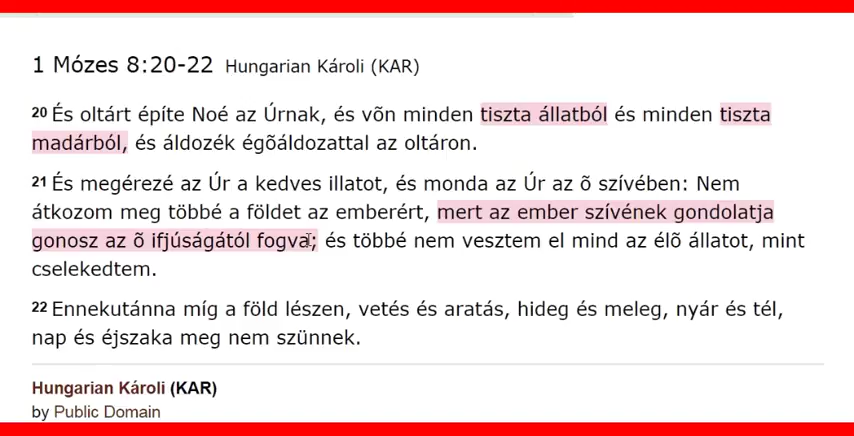 1 Mózes 8:20-22 Hungarian Károli (KAR)
20 És oltárt építe Noé az Úrnak, és võn minden tiszta állatból és minden tiszta
madárból, és áldozék égõáldozattal az oltáron.
21 És megérezé az Úr a kedves illatot, és monda az Úr az õ szívében: Nem
átkozom meg többé a földet az emberért, mert az ember szívének gondolatja
gonosz az õ ifjúságától fogva; és többé nem vesztem el mind az élõ állatot, mint
cselekedtem.
22 Ennekutánna míg a föld lészen, vetés és aratás, hideg és meleg, nyár és tél,
nap és éjszaka meg nem szünnek.
Hungarian Károli (KAR)
by Public Domain